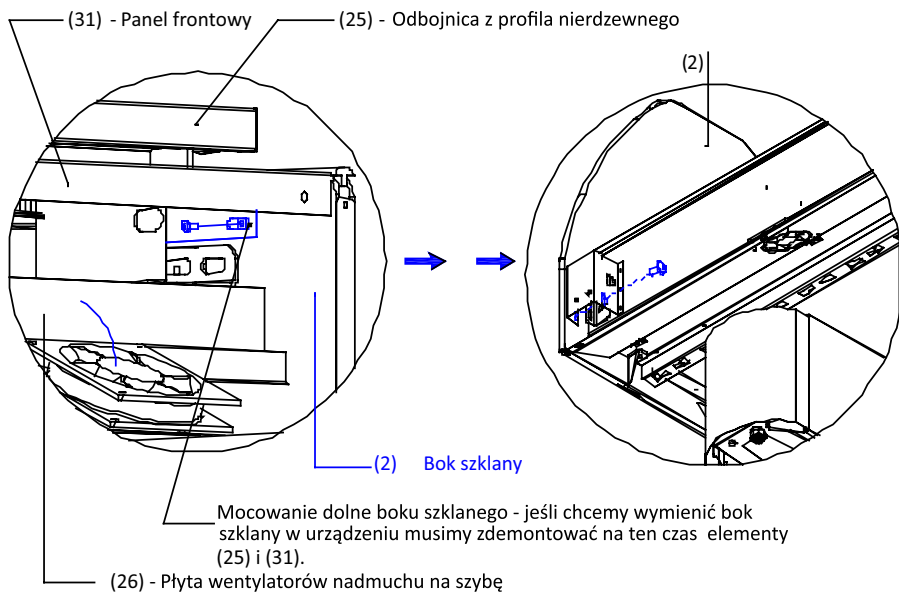 (31) - Panel frontowy
(25) - Odbojnica z profila nierdzewnego
(2)
(2) Bok szklany
Mocowanie dolne boku szklanego - jeśli chcemy wymienić bok
szklany w urządzeniu musimy zdemontować na ten czas elementy
(25) i (31).
(26) - Płyta wentylatorów nadmuchu na szybę